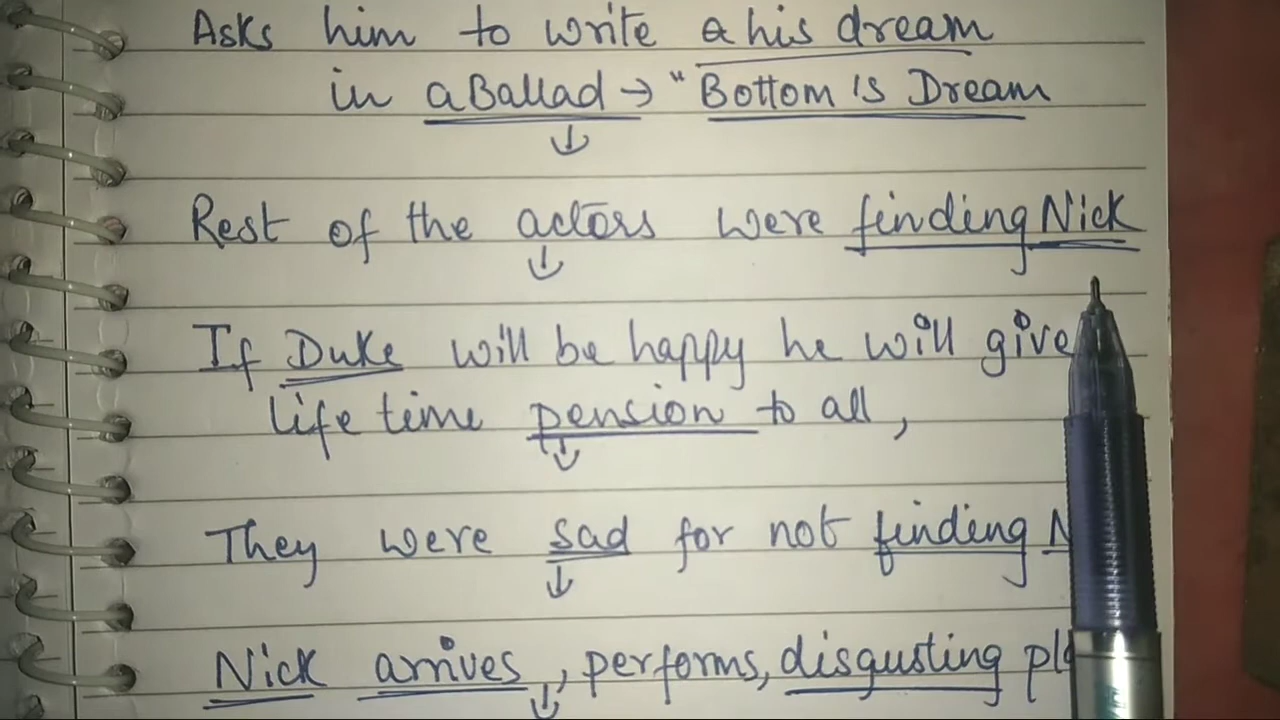 Asks him to write a his dream
in a Ballad → "Bottom is Dream
↓
Rest of the actors were finding Nick
↓
If Duke will be happy he will give
life time pension to all,
↓
They were sad for not finding
↓
Nick arrives, performs, disgusting
↓